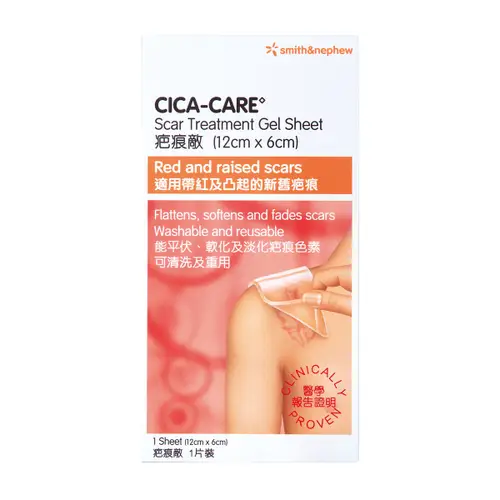 smith&nephew
CICA-CARE°
Scar Treatment Gel Sheet
疤痕敵 (12cm x 6cm)
Red and raised scars
適用帶紅及凸起的新舊疤痕
Flattens, softens and fades scars
Washable and reusable
能平伏、軟化及淡化疤痕色素
可清洗及重用
CLINICALLY
醫學
報告證明
PROVEN
1 Sheet (12cm x 6cm)
疤痕敵 1片裝